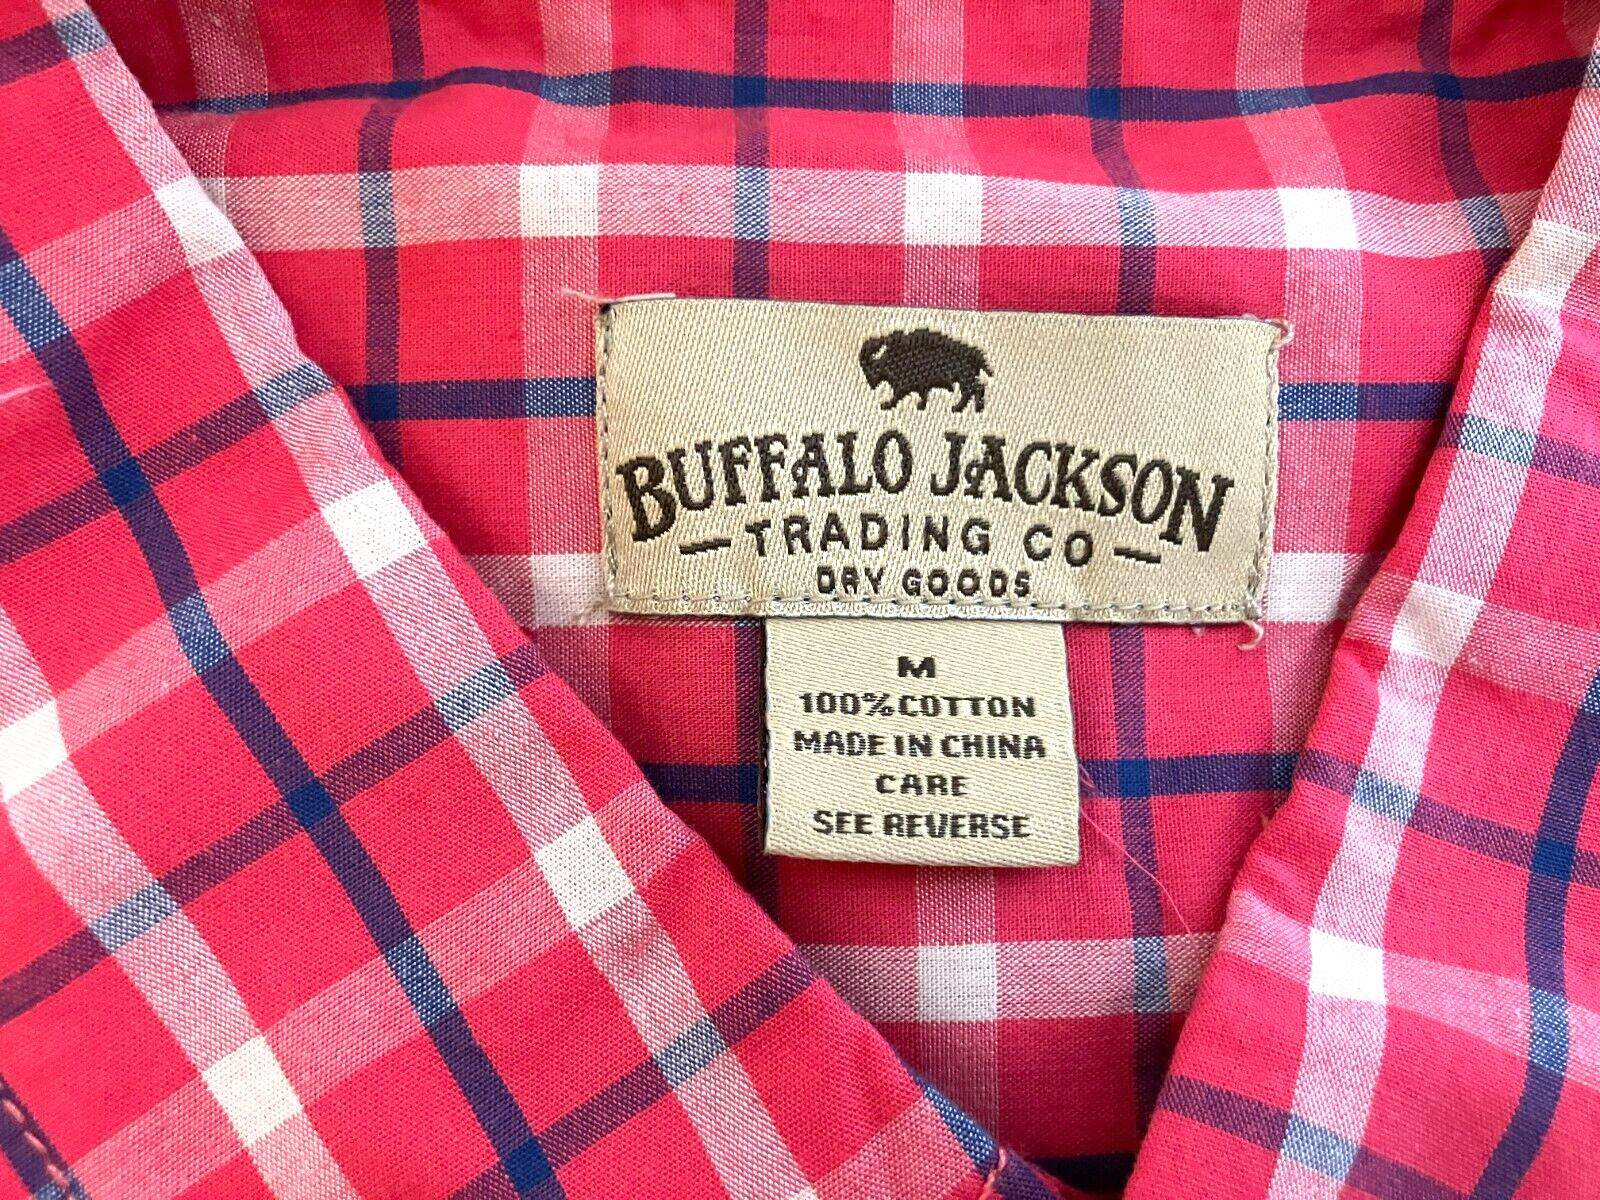 BUFFALO JACKSON
— TRADING CO —
DRY GOODS
M
100% COTTON
MADE IN CHINA
CARE
SEE REVERSE